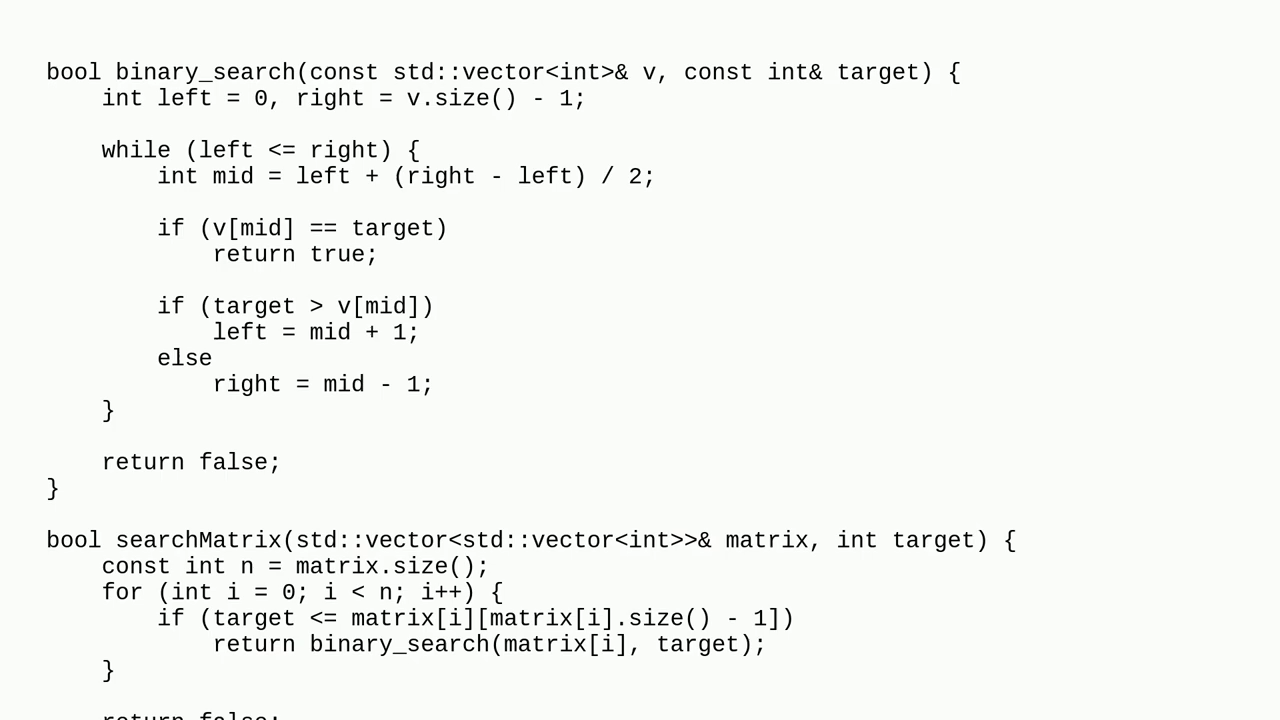 bool binary_search(const std::vector<int>& v, const int& target) {
    int left = 0, right = v.size() - 1;

    while (left <= right) {
        int mid = left + (right - left) / 2;

        if (v[mid] == target)
            return true;

        if (target > v[mid])
            left = mid + 1;
        else
            right = mid - 1;
    }

    return false;
}

bool searchMatrix(std::vector<std::vector<int>>& matrix, int target) {
    const int n = matrix.size();
    for (int i = 0; i < n; i++) {
        if (target <= matrix[i][matrix[i].size() - 1])
            return binary_search(matrix[i], target);
    }

    return false;